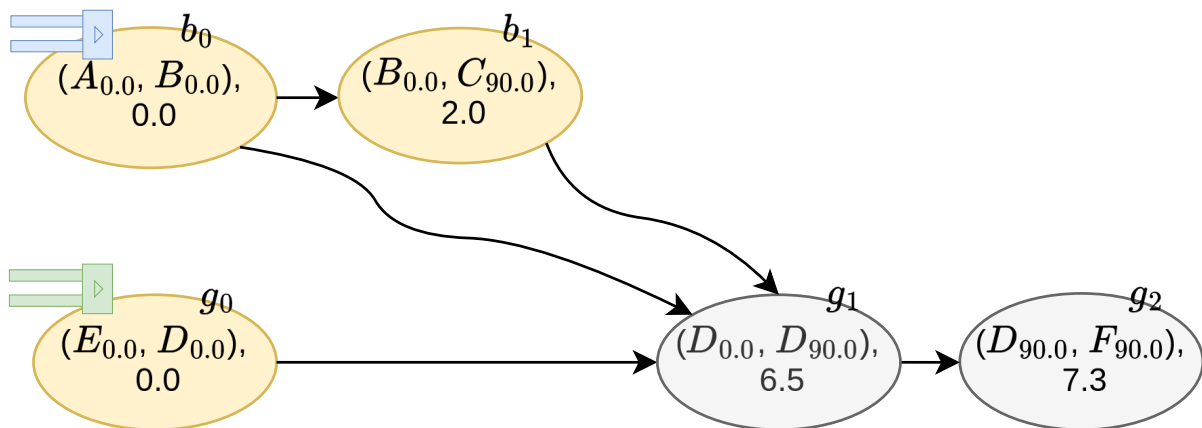 b₀
(A₀.₀, B₀.₀),
0.0
b₁
(B₀.₀, C₉₀.₀),
2.0
g₀
(E₀.₀, D₀.₀),
0.0
g₁
(D₀.₀, D₉₀.₀),
6.5
g₂
(D₉₀.₀, F₉₀.₀),
7.3